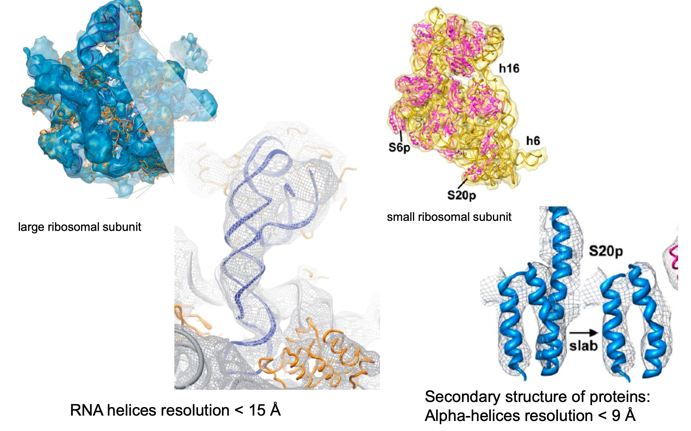 h16
h6
S6p
S20p
large ribosomal subunit
small ribosomal subunit
S20p
slab
RNA helices resolution < 15 Å
Secondary structure of proteins:
Alpha-helices resolution < 9 Å